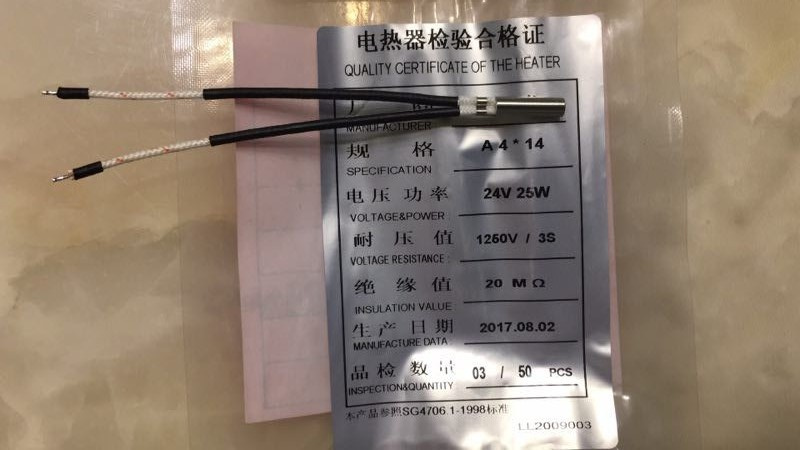 电热器检验合格证
QUALITY CERTIFICATE OF THE HEATER
厂
MANUFACTURER
规 格 A 4 * 14
SPECIFICATION
电压功率 24V 25W
VOLTAGE&POWER :
耐压值 1250V / 3S
VOLTAGE RESISTANCE :
绝缘值 20 M Ω
INSULATION VALUE
生产日期 2017.08.02
MANUFACTURE DATA
品检数量 03 / 50 PCS
INSPECTION&QUANTITY
本产品参照SG4706.1-1998标准
LL2009003